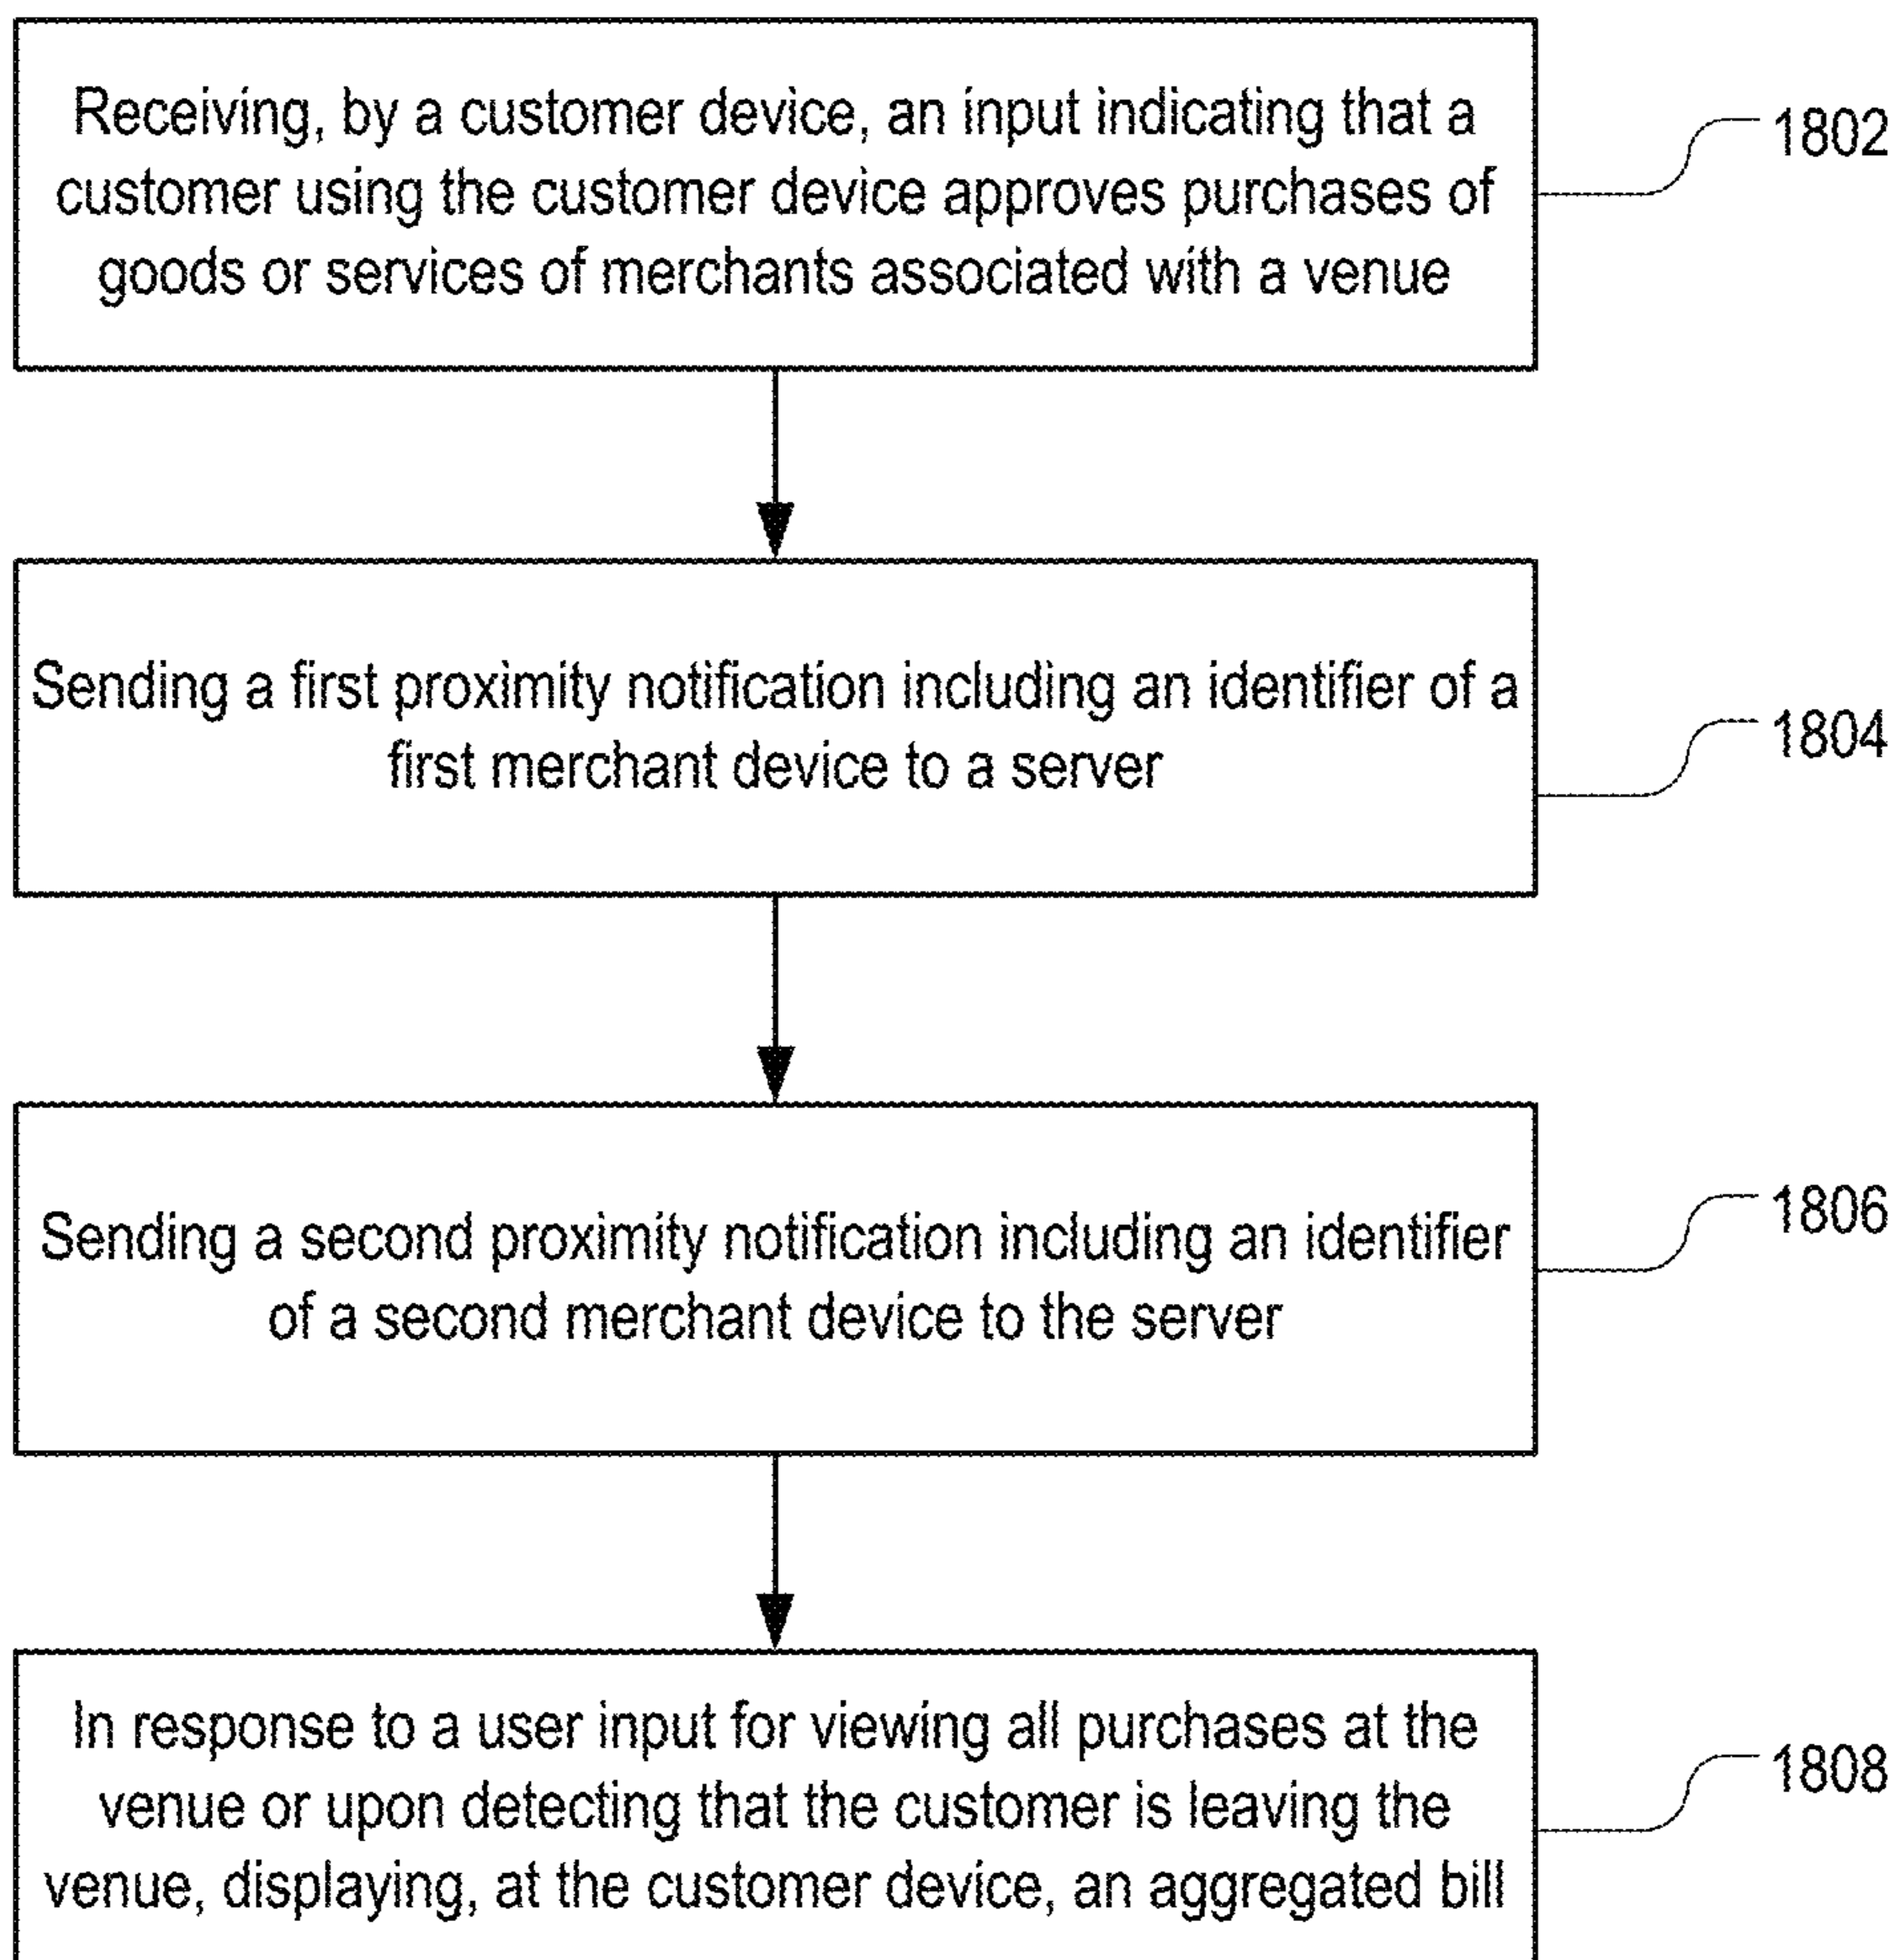 Receiving, by a customer device, an input indicating that a
customer using the customer device approves purchases of
goods or services of merchants associated with a venue
1802
Sending a first proximity notification including an identifier of a
first merchant device to a server
1804
Sending a second proximity notification including an identifier
of a second merchant device to the server
1806
In response to a user input for viewing all purchases at the
venue or upon detecting that the customer is leaving the
venue, displaying, at the customer device, an aggregated bill
1808